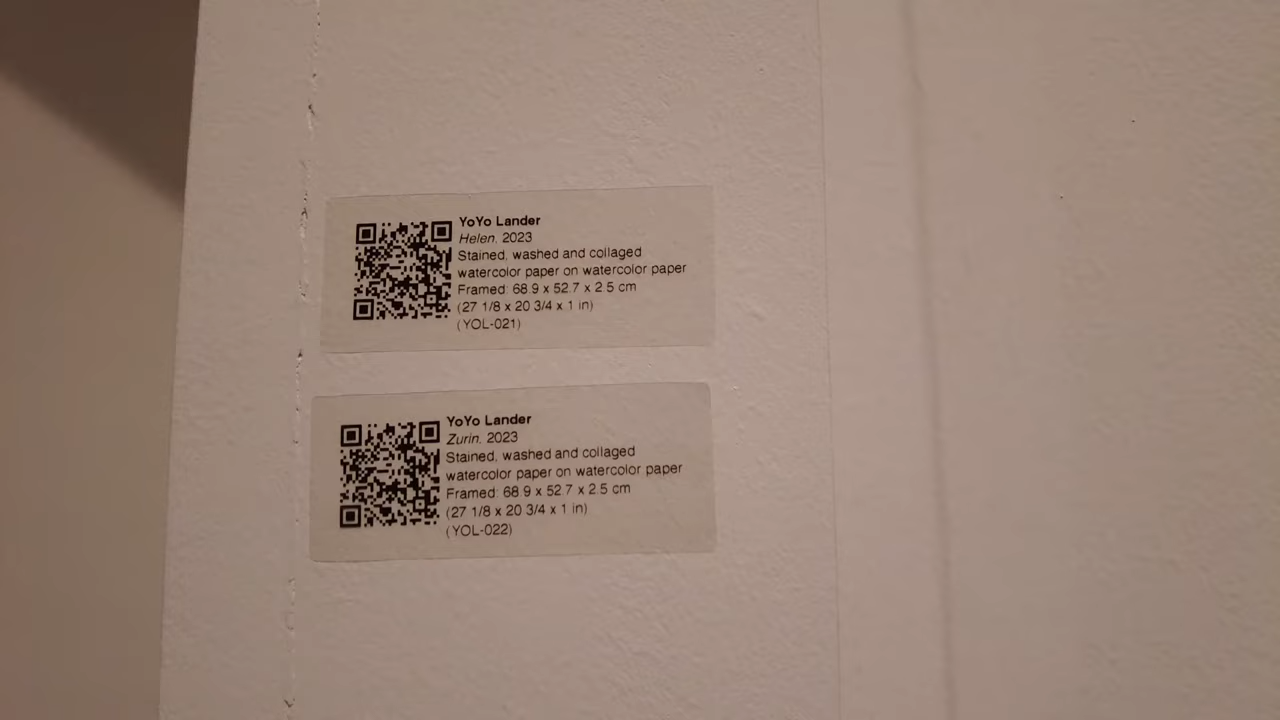 YoYo Lander
Helen, 2023
Stained, washed and collaged
watercolor paper on watercolor paper
Framed: 68.9 x 52.7 x 2.5 cm
(27 1/8 x 20 3/4 x 1 in)
(YOL-021)
YoYo Lander
Zurin, 2023
Stained, washed and collaged
watercolor paper on watercolor paper
Framed: 68.9 x 52.7 x 2.5 cm
(27 1/8 x 20 3/4 x 1 in)
(YOL-022)